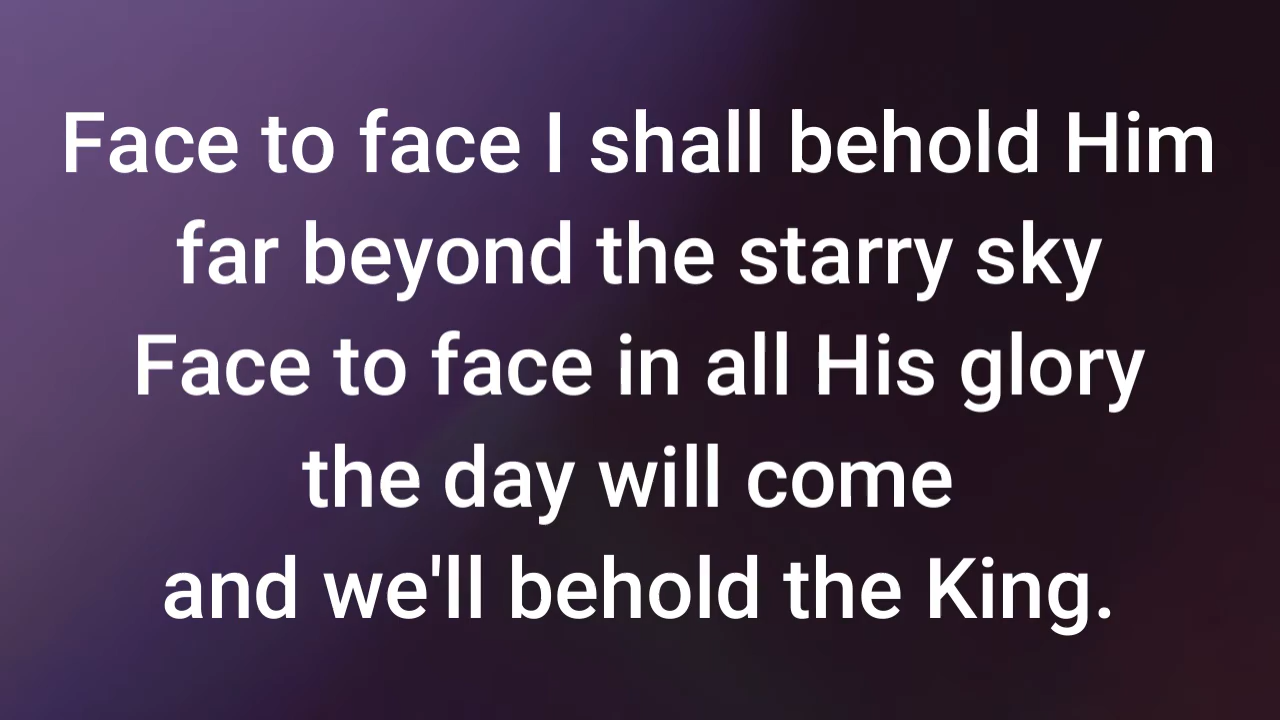 Face to face I shall behold Him
far beyond the starry sky
Face to face in all His glory
the day will come
and we'll behold the King.